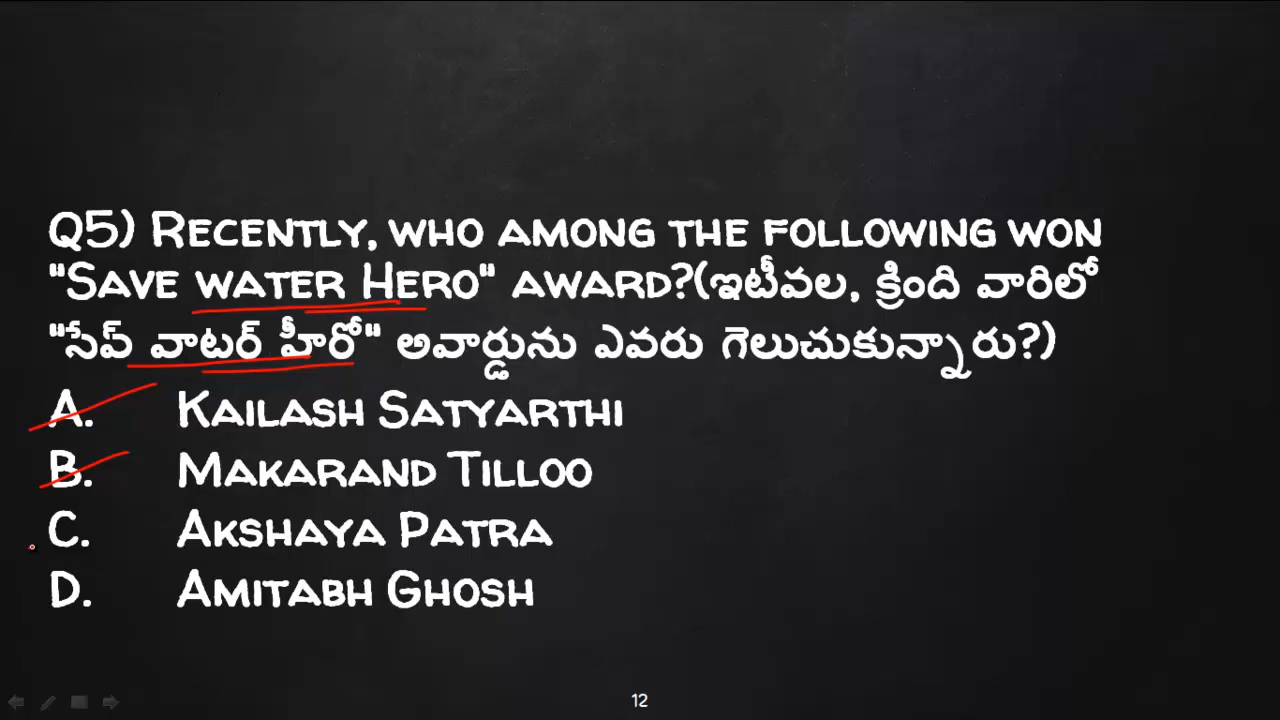 Q5) Recently, who among the following won
"Save water Hero" award?(ఇటీవల, క్రింది వారిలో
"సేప్ వాటర్ హీరో" అవార్డును ఎవరు గెలుచుకున్నారు?)
A. Kailash Satyarthi
B. Makarand Tilloo
C. Akshaya Patra
D. Amitabh Ghosh
12